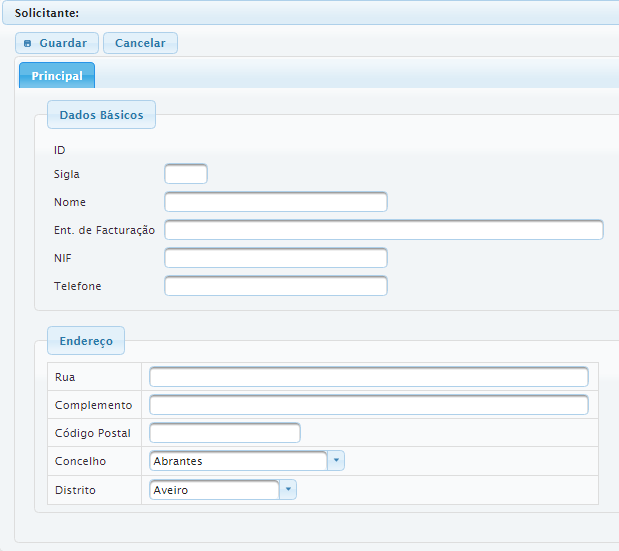 Solicitante:
Guardar Cancelar
Principal
Dados Básicos
ID
Sigla
Nome
Ent. de Facturação
NIF
Telefone
Endereço
Rua
Complemento
Código Postal
Concelho Abrantes
Distrito Aveiro